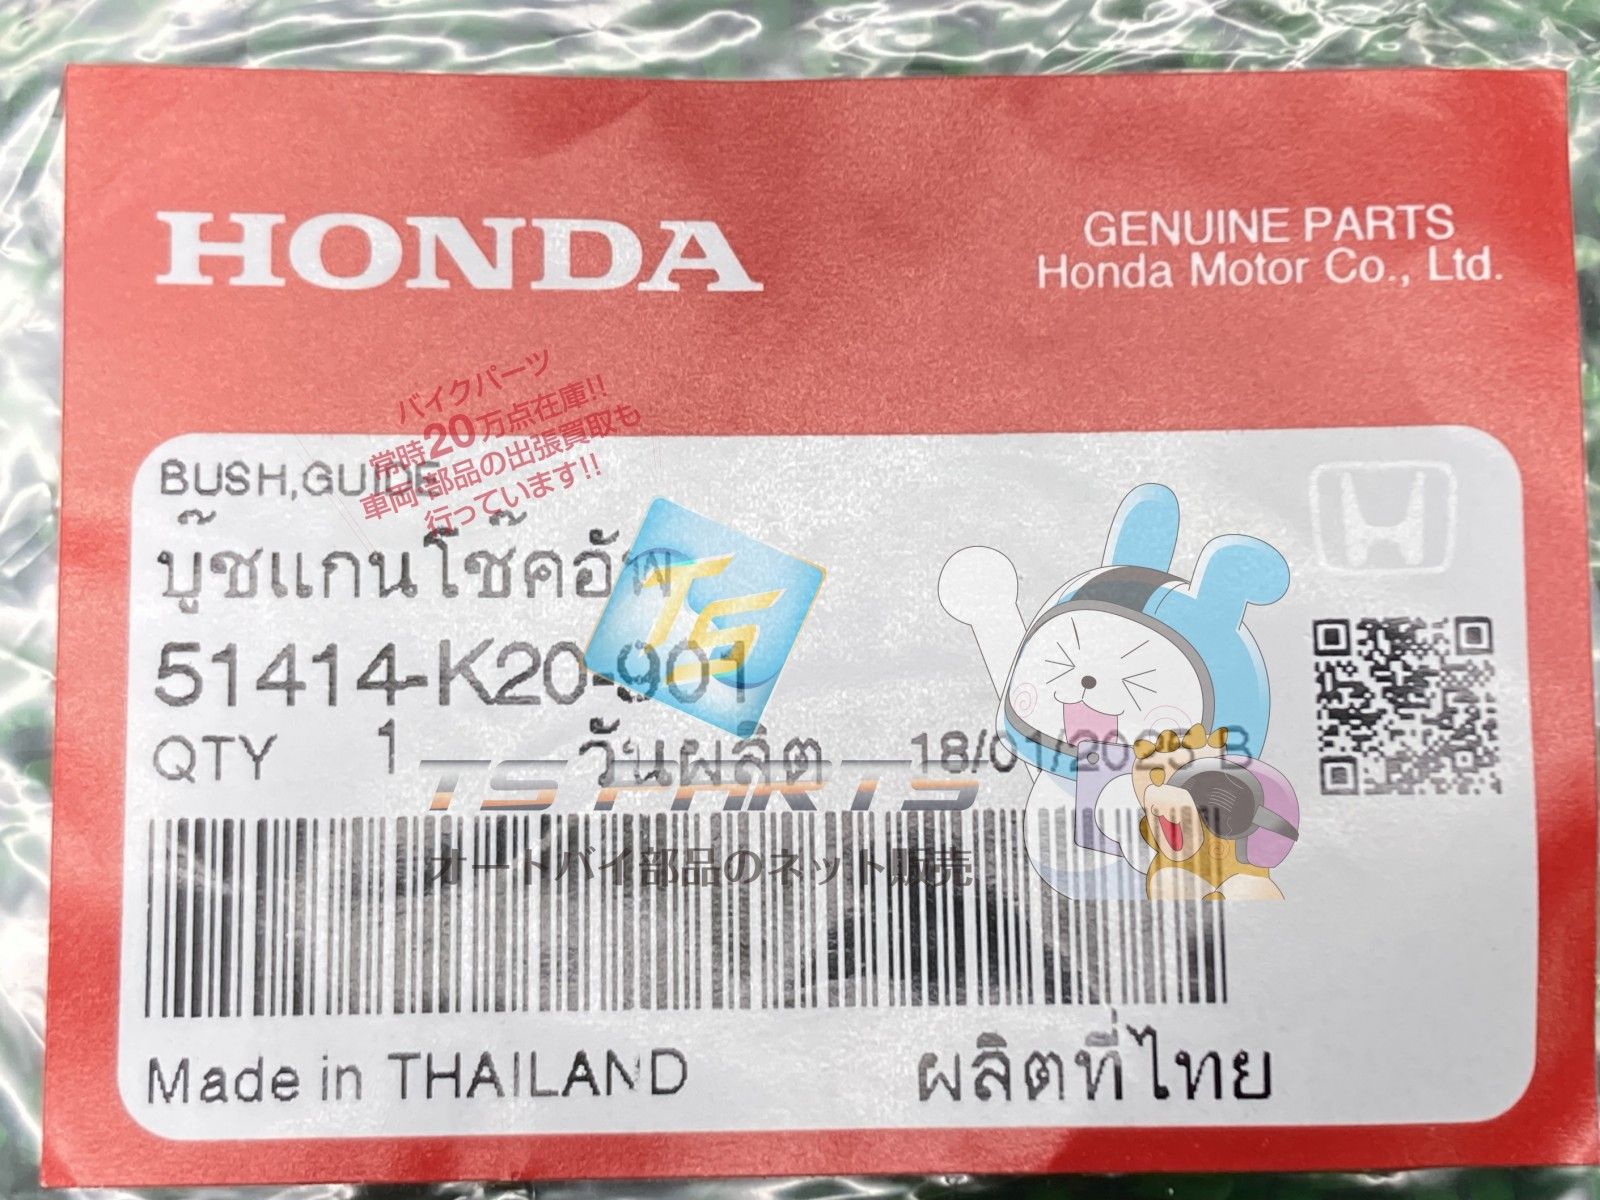 HONDA
GENUINE PARTS
Honda Motor Co., Ltd.
バイクパーツ
常時20万点在庫!!
車両・部品の出張買取も
行っています!!
BUSH,GUIDE
บู๊ชแกนโช๊คอัพ
TS
51414-K20-901
QTY 1 วันผลิต 18/01/2025 B
TS PARTS
オートバイ部品のネット販売
Made in THAILAND
ผลิตที่ไทย